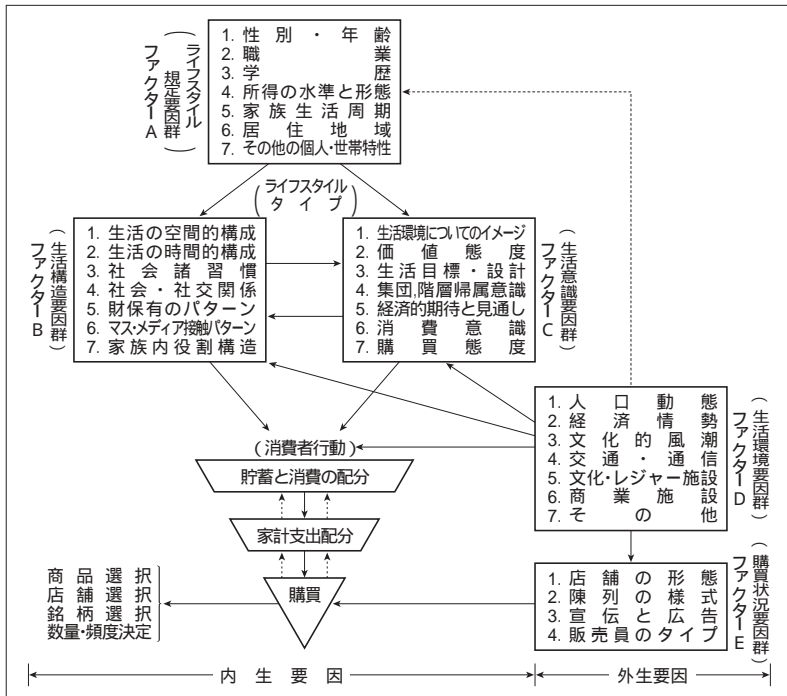 ファクターA
(ライフスタイル規定要因群)
1. 性別・年齢
2. 職業
3. 学歴
4. 所得の水準と形態
5. 家族生活周期
6. 居住地域
7. その他の個人・世帯特性
(ライフスタイルタイプ)
ファクターB
(生活構造要因群)
1. 生活の空間的構成
2. 生活の時間的構成
3. 社会諸習慣
4. 社会・社交関係
5. 財保有のパターン
6. マス・メディア接触パターン
7. 家族内役割構造
1. 生活環境についてのイメージ
2. 価値態度
3. 生活目標・設計
4. 集団,階層帰属意識
5. 経済的期待と見通し
6. 消費意識
7. 購買態度
ファクターC
(生活意識要因群)
1. 人口動態
2. 経済情勢
3. 文化的風潮
4. 交通・通信
5. 文化・レジャー施設
6. 商業施設
7. その他
ファクターD
(生活環境要因群)
(消費者行動)
貯蓄と消費の配分
家計支出配分
購買
商品選択
店舗選択
銘柄選択
数量・頻度決定
1. 店舗の形態
2. 陳列の様式
3. 宣伝と広告
4. 販売員のタイプ
ファクターE
(購買状況要因群)
内生要因
外生要因